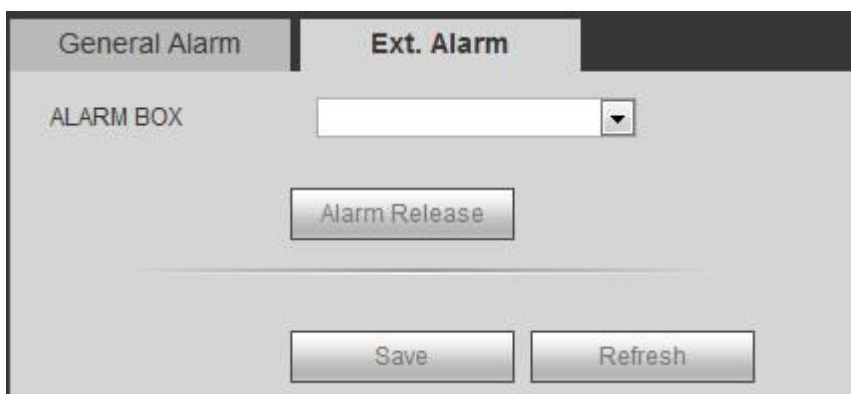 General Alarm Ext. Alarm
ALARM BOX
Alarm Release
Save Refresh